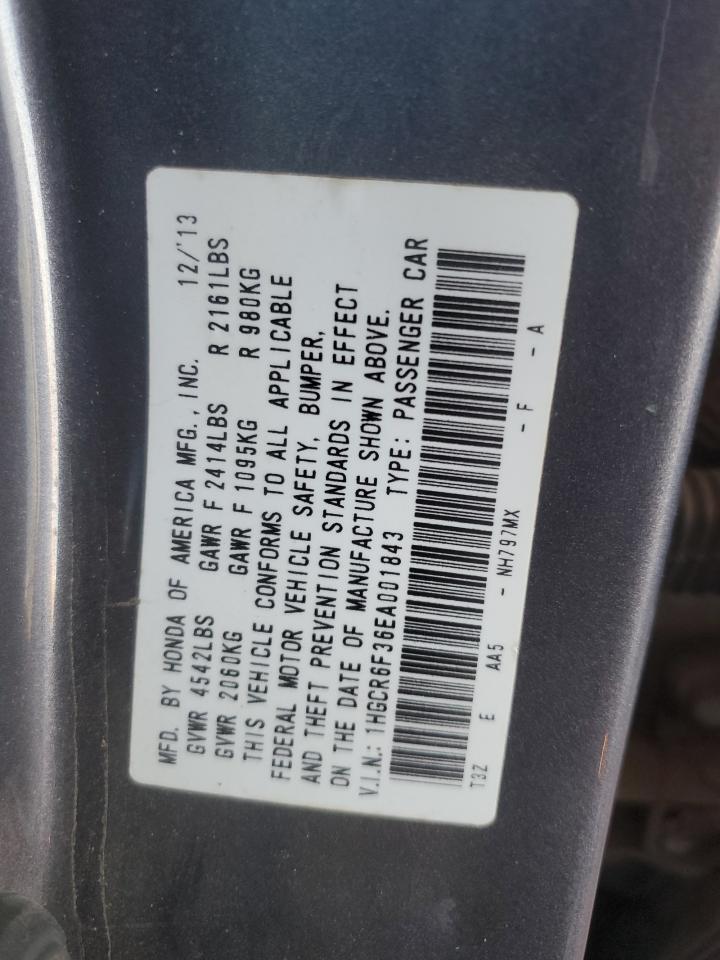 MFD. BY HONDA OF AMERICA MFG., INC. 12/'13
GVWR 4542LBS GAWR F 2414LBS R 2161LBS
GVWR 2060KG GAWR F 1095KG R 980KG
THIS VEHICLE CONFORMS TO ALL APPLICABLE
FEDERAL MOTOR VEHICLE SAFETY, BUMPER,
AND THEFT PREVENTION STANDARDS IN EFFECT
ON THE DATE OF MANUFACTURE SHOWN ABOVE.
V.I.N.: 1HGCR6F36EA001843 TYPE: PASSENGER CAR
T3Z E AA5 - NH797MX - F - A